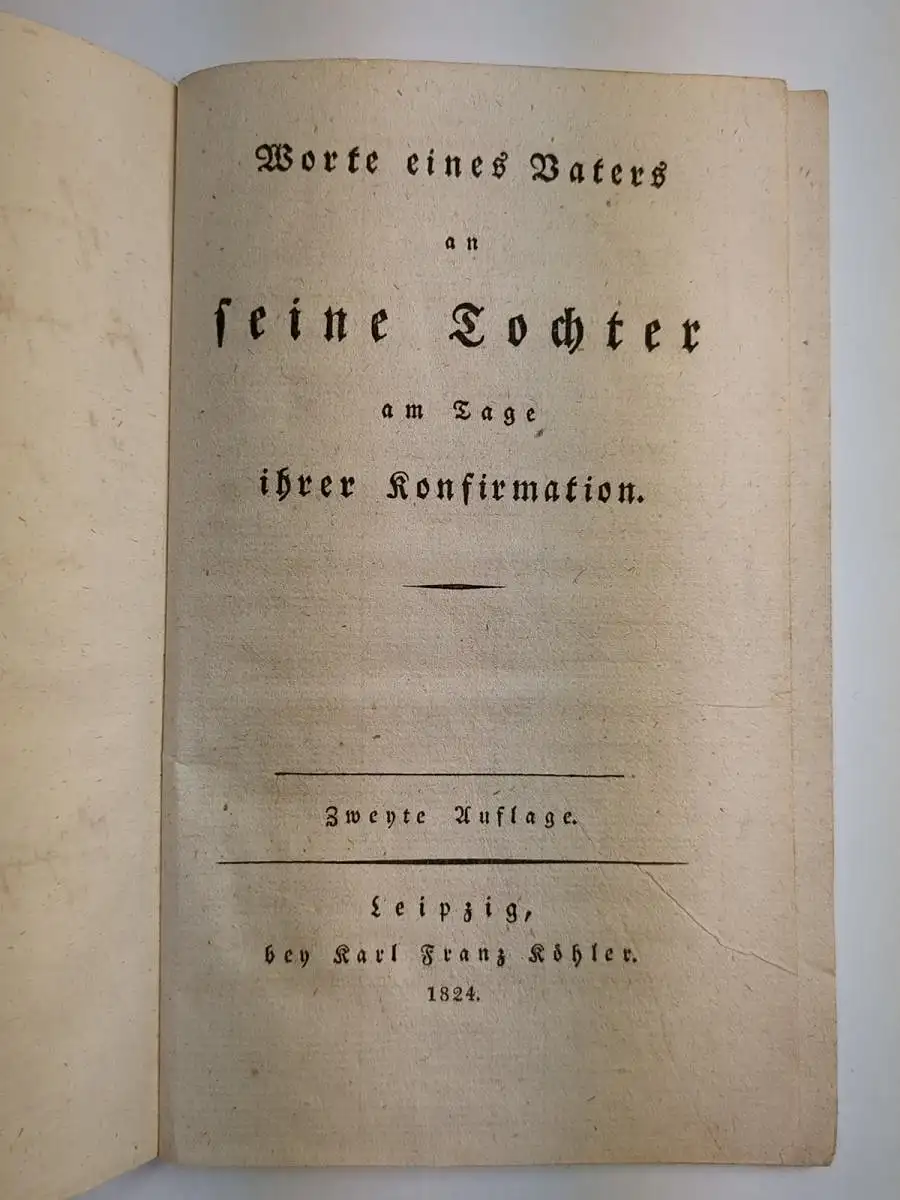 Worte eines Vaters
an
seine Tochter
am Tage
ihrer Konfirmation.
Zweyte Auflage.
Leipzig,
bey Karl Franz Köhler.
1824.